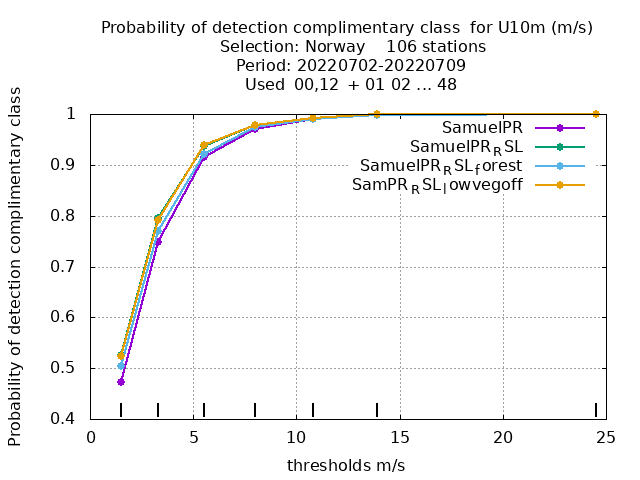 Probability of detection complimentary class  for U10m (m/s)
Selection: Norway    106 stations
Period: 20220702-20220709
Used  00,12  + 01 02 ... 48
Probability of detection complimentary class
1
0.9
0.8
0.7
0.6
0.5
0.4
SamuelPR
SamuelPR_RSL
SamuelPR_RSL_forest
SamPR_RSL_lowvegoff
0 5 10 15 20 25
thresholds m/s